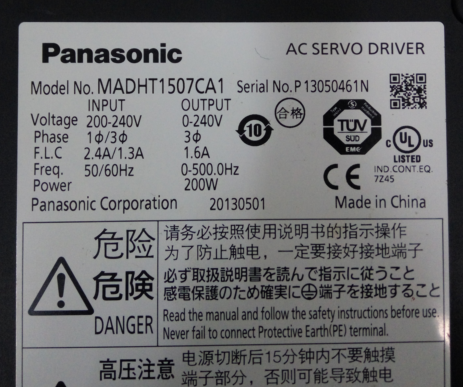 Panasonic AC SERVO DRIVER
Model No. MADHT1507CA1 Serial No. P13050461N
INPUT OUTPUT
Voltage 200-240V 0-240V
Phase 1ϕ/3ϕ 3ϕ
F.L.C 2.4A/1.3A 1.6A
Freq. 50/60Hz 0-500.0Hz
Power 200W
10
合格
TÜV
SÜD
EMC
c UL US
LISTED
IND.CONT.EQ.
7Z45
CE
Panasonic Corporation 20130501 Made in China
危险 请务必按照使用说明书的指示操作
为了防止触电，一定要接好接地端子
危険 必ず取扱説明書を読んで指示に従うこと
感電保護のため確実に⏚端子を接地すること
DANGER Read the manual and follow the safety instructions before use.
Never fail to connect Protective Earth(PE) terminal.
高压注意 电源切断后15分钟内不要触摸
端子部分，否则可能导致触电